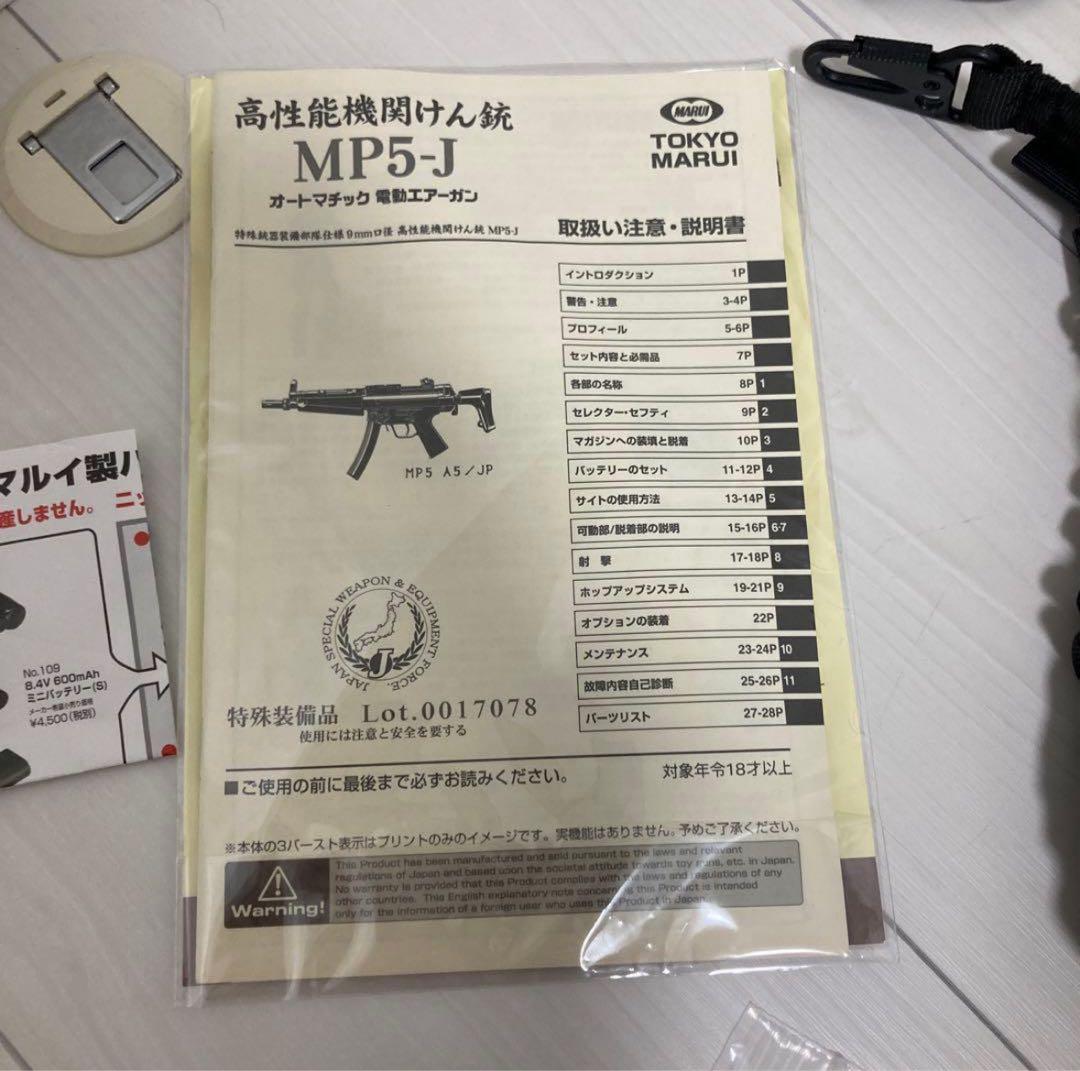 高性能機関けん銃
MP5-J
オートマチック 電動エアーガン
特殊銃器装備部隊仕様9mm口径 高性能機関けん銃 MP5-J
MARUI
TOKYO
MARUI
取扱い注意・説明書
イントロダクション 1P
警告・注意 3-4P
プロフィール 5-6P
セット内容と必需品 7P
各部の名称 8P 1
セレクター・セフティ 9P 2
マガジンへの装填と脱着 10P 3
バッテリーのセット 11-12P 4
サイトの使用方法 13-14P 5
可動部/脱着部の説明 15-16P 6・7
射 撃 17-18P 8
ホップアップシステム 19-21P 9
オプションの装着 22P
メンテナンス 23-24P 10
故障内容自己診断 25-26P 11
パーツリスト 27-28P
MP5 A5/JP
JAPAN SPECIAL WEAPON & EQUIPMENT FORCE.
J
特殊装備品 Lot.0017078
使用には注意と安全を要する
■ご使用の前に最後まで必ずお読みください。
対象年令18才以上
※本体の3バースト表示はプリントのみのイメージです。実機能はありません。予めご了承ください。
Warning!
This Product has been manufactured and sold pursuant to the laws and relevant
regulations of Japan and based upon the societal attitude towards toy guns, etc. in Japan.
No warranty is provided that this Product complies with the laws and regulations of any
other countries. This English explanatory note concerning this Product is intended
only for the information of a foreign user who uses this Product in Japan.
マルイ製バ
産しません。 ニッ
No.109
8.4V 600mAh
ミニバッテリー(S)
メーカー希望小売り価格
¥4,500(税別)